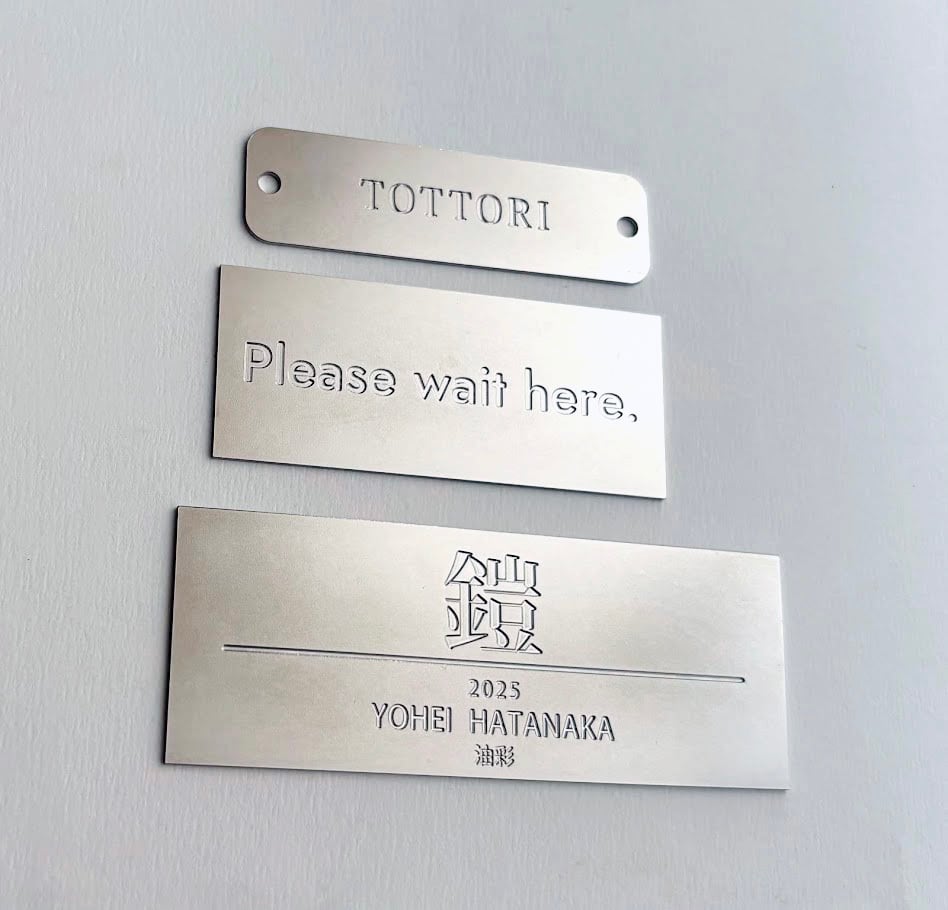 TOTTORI
Please wait here.
鎧
2025
YOHEI HATANAKA
油彩